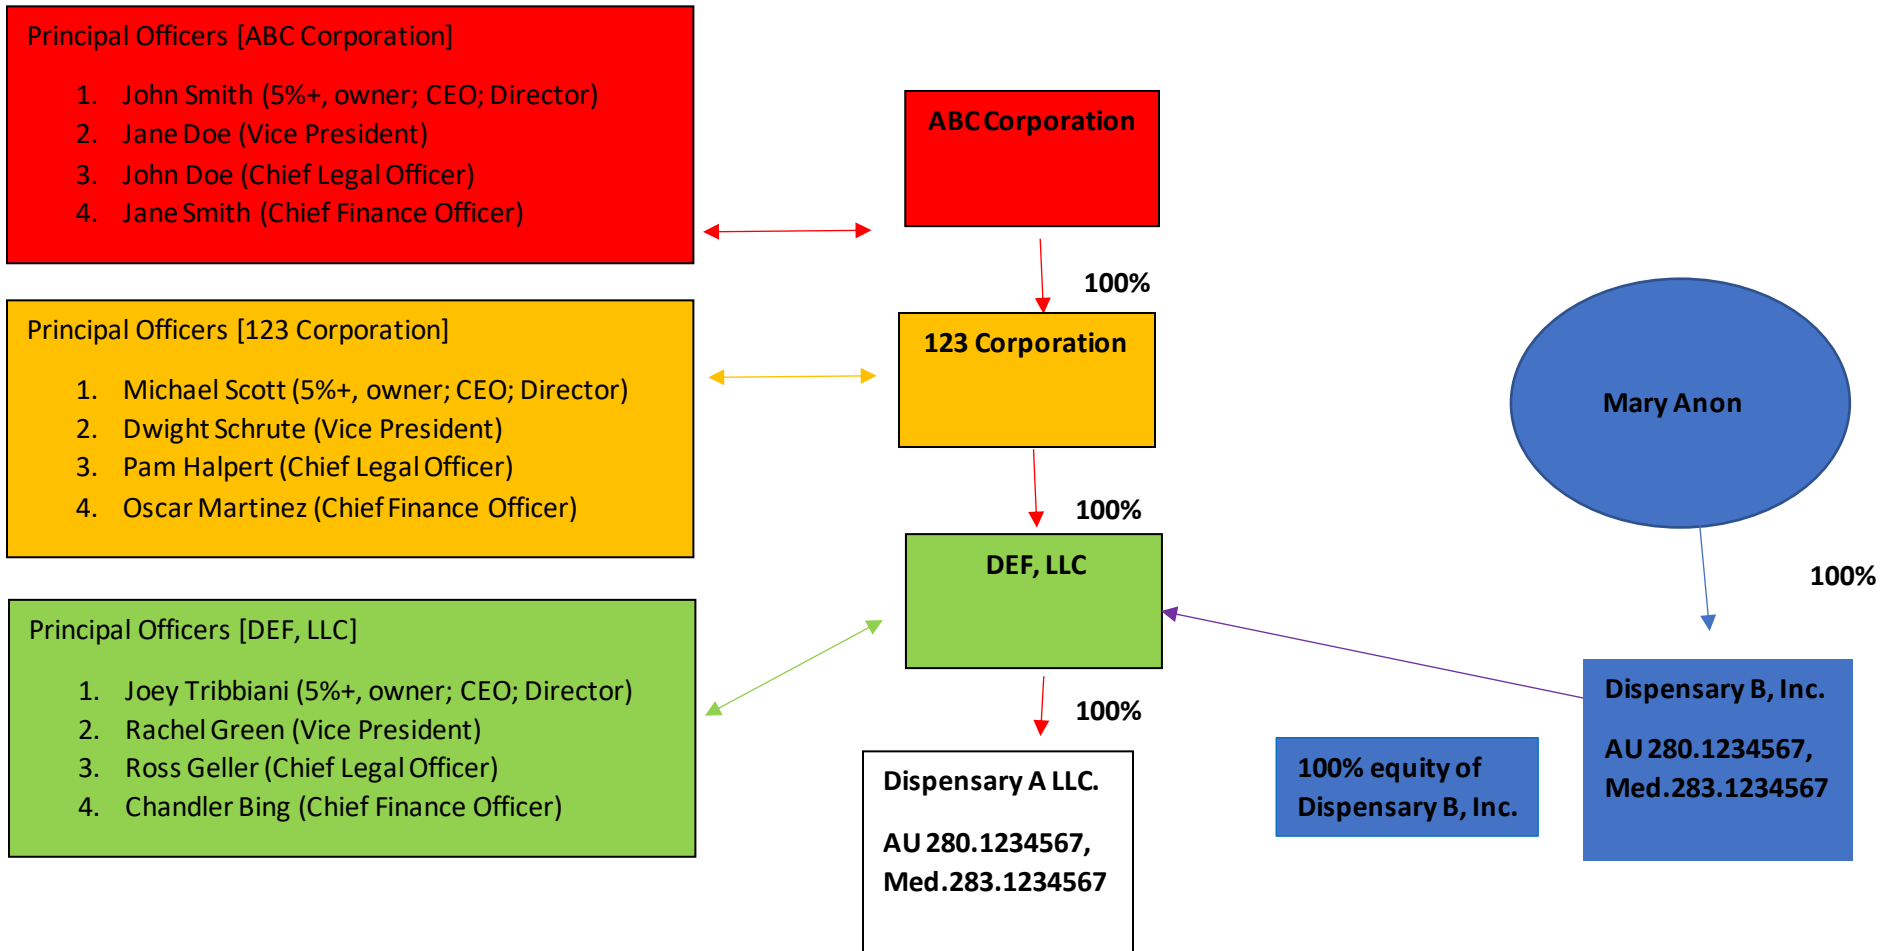 Principal Officers [ABC Corporation]
1. John Smith (5%+, owner; CEO; Director)
2. Jane Doe (Vice President)
3. John Doe (Chief Legal Officer)
4. Jane Smith (Chief Finance Officer)
ABC Corporation
100%
Principal Officers [123 Corporation]
1. Michael Scott (5%+, owner; CEO; Director)
2. Dwight Schrute (Vice President)
3. Pam Halpert (Chief Legal Officer)
4. Oscar Martinez (Chief Finance Officer)
123 Corporation
100%
Mary Anon
100%
Principal Officers [DEF, LLC]
1. Joey Tribbiani (5%+, owner; CEO; Director)
2. Rachel Green (Vice President)
3. Ross Geller (Chief Legal Officer)
4. Chandler Bing (Chief Finance Officer)
DEF, LLC
100%
Dispensary A LLC.
AU 280.1234567,
Med.283.1234567
100% equity of
Dispensary B, Inc.
Dispensary B, Inc.
AU 280.1234567,
Med.283.1234567